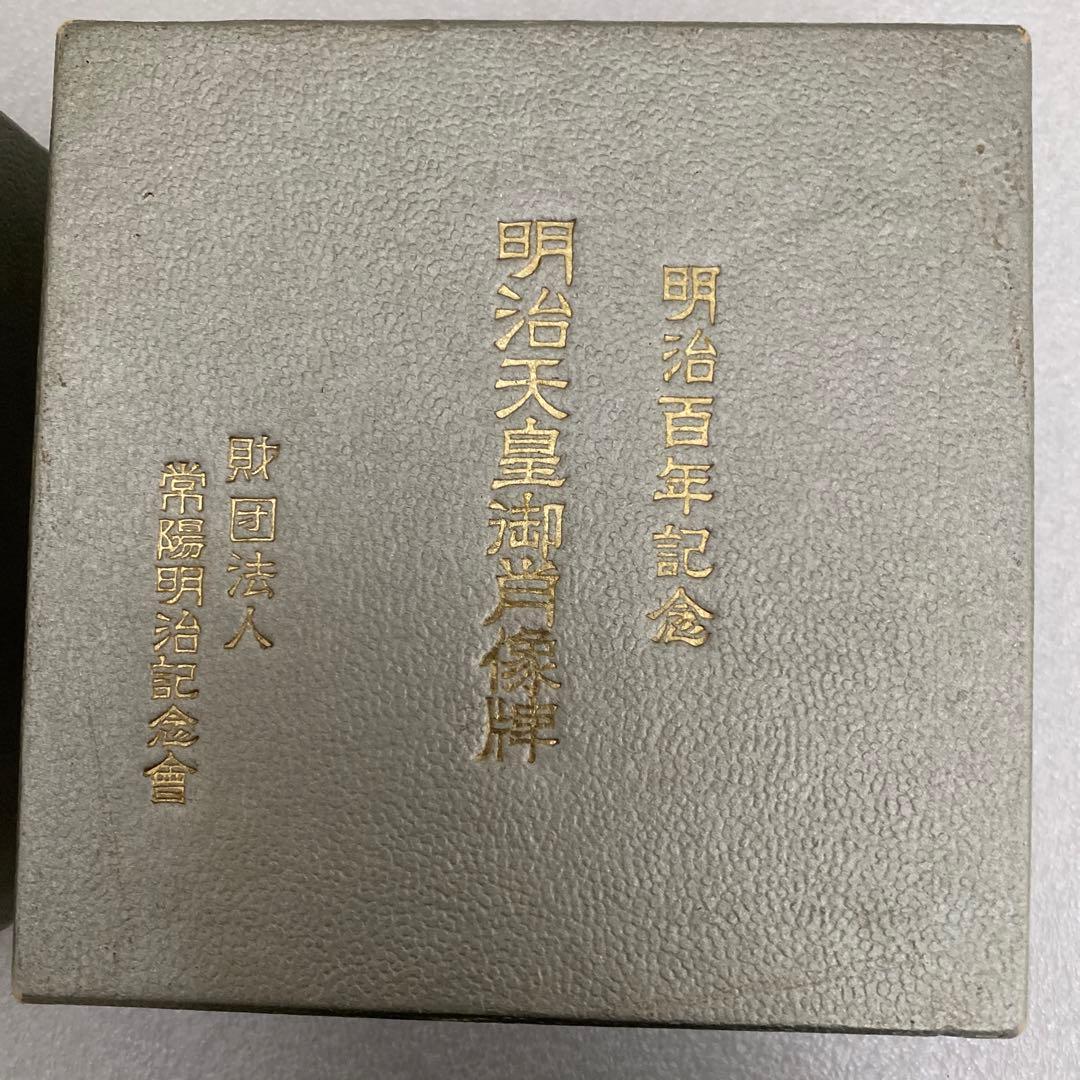 明治百年記念
明治天皇御肖像牌
財団法人
常陽明治記念會